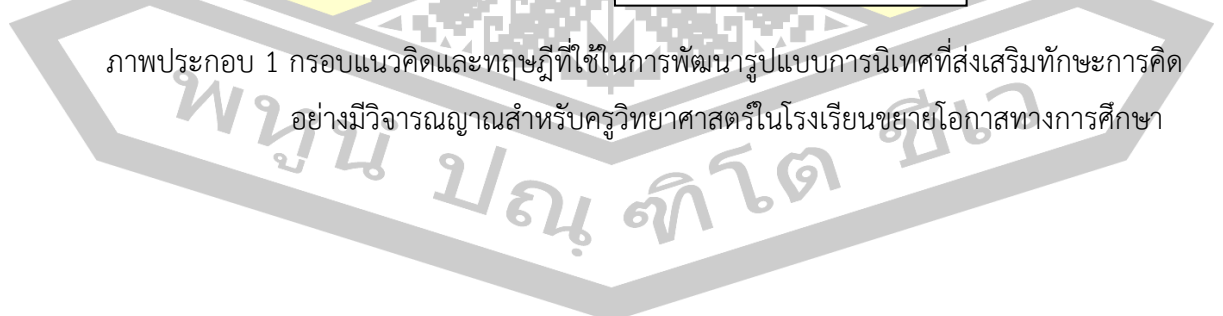 ภาพประกอบ 1 กรอบแนวคิดและทฤษฎีที่ใช้ในการพัฒนารูปแบบการนิเทศที่ส่งเสริมทักษะการคิด
อย่างมีวิจารณญาณสำหรับครูวิทยาศาสตร์ในโรงเรียนขยายโอกาสทางการศึกษา
พหูนํ ปณฺฑิโต ชีเว